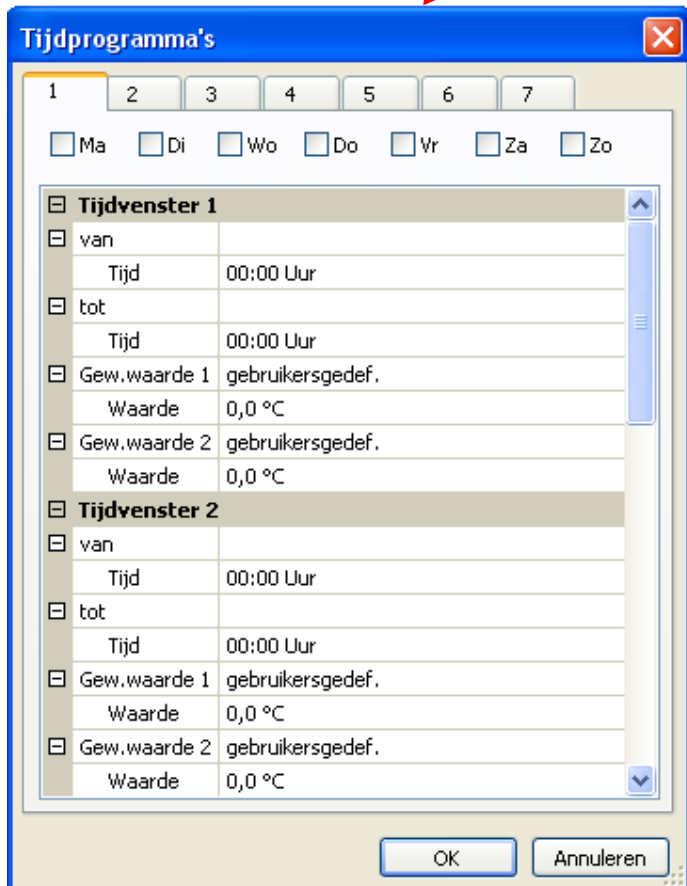 Tijdprogramma's
1 2 3 4 5 6 7
Ma Di Wo Do Vr Za Zo
Tijdvenster 1
van
Tijd 00:00 Uur
tot
Tijd 00:00 Uur
Gew.waarde 1 gebruikersgedef.
Waarde 0,0 °C
Gew.waarde 2 gebruikersgedef.
Waarde 0,0 °C
Tijdvenster 2
van
Tijd 00:00 Uur
tot
Tijd 00:00 Uur
Gew.waarde 1 gebruikersgedef.
Waarde 0,0 °C
Gew.waarde 2 gebruikersgedef.
Waarde 0,0 °C
OK Annuleren